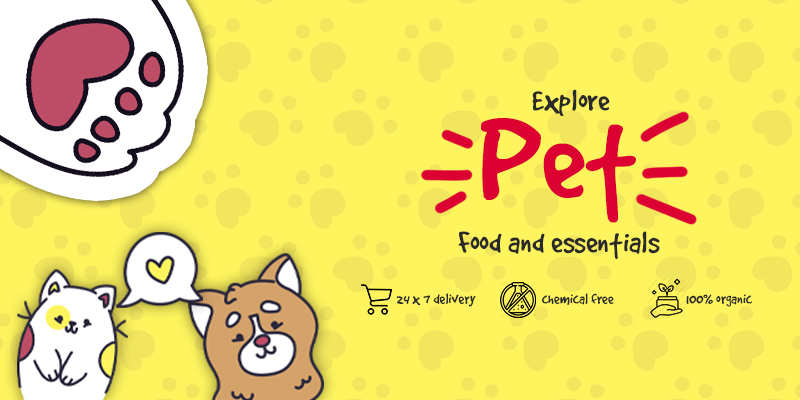 Explore
Pet
Food and essentials
24 x 7 delivery
chemical free
100% organic